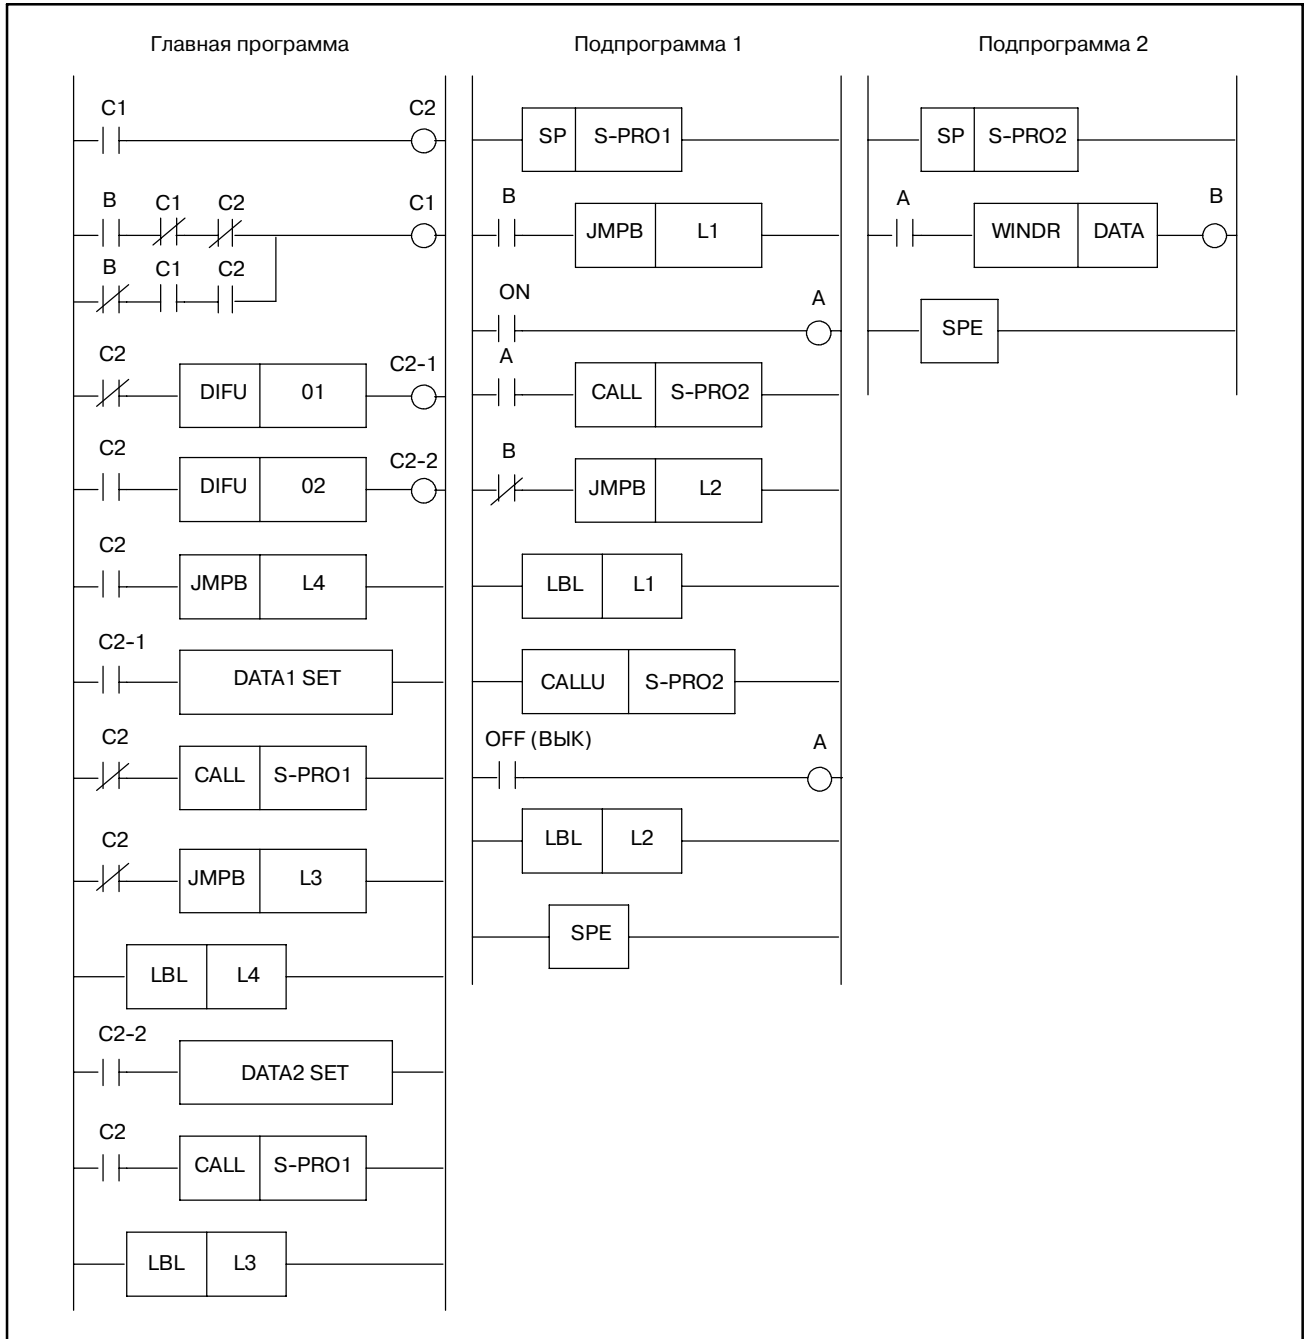 Главная программа
C1 C2
B C1 C2 C1
B C1 C2
C2 DIFU 01 C2-1
C2 DIFU 02 C2-2
C2 JMPB L4
C2-1 DATA1 SET
C2 CALL S-PRO1
C2 JMPB L3
LBL L4
C2-2 DATA2 SET
C2 CALL S-PRO1
LBL L3
Подпрограмма 1
SP S-PRO1
B JMPB L1
ON A
A CALL S-PRO2
B JMPB L2
LBL L1
CALLU S-PRO2
OFF (ВЫК) A
LBL L2
SPE
Подпрограмма 2
SP S-PRO2
A WINDR DATA B
SPE